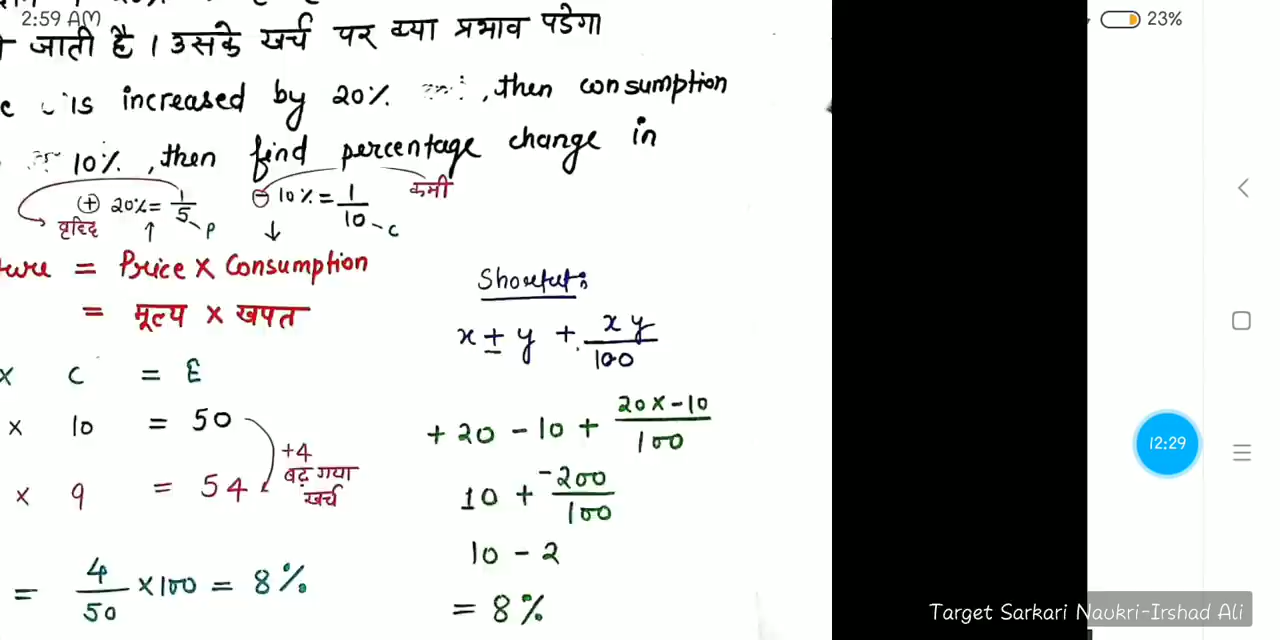 2:59 AM
23%
जाती है । उसके खर्च पर क्या प्रभाव पडेगा
is increased by 20% , then consumption
10% , then find percentage change in
(+) 20% = 1/5 - P (-) 10% = 1/10 - C कमी
वृद्धि ↑ ↓
= Price × Consumption
= मूल्य × खपत
× C = E
× 10 = 50
+4
बढ़ गया
खर्च
× 9 = 54
= 4/50 × 100 = 8%
Shortcut:
x ± y + xy/100
+ 20 - 10 + 20 x - 10/100
10 + -200/100
10 - 2
= 8%
12:29
Target Sarkari Naukri-Irshad Ali